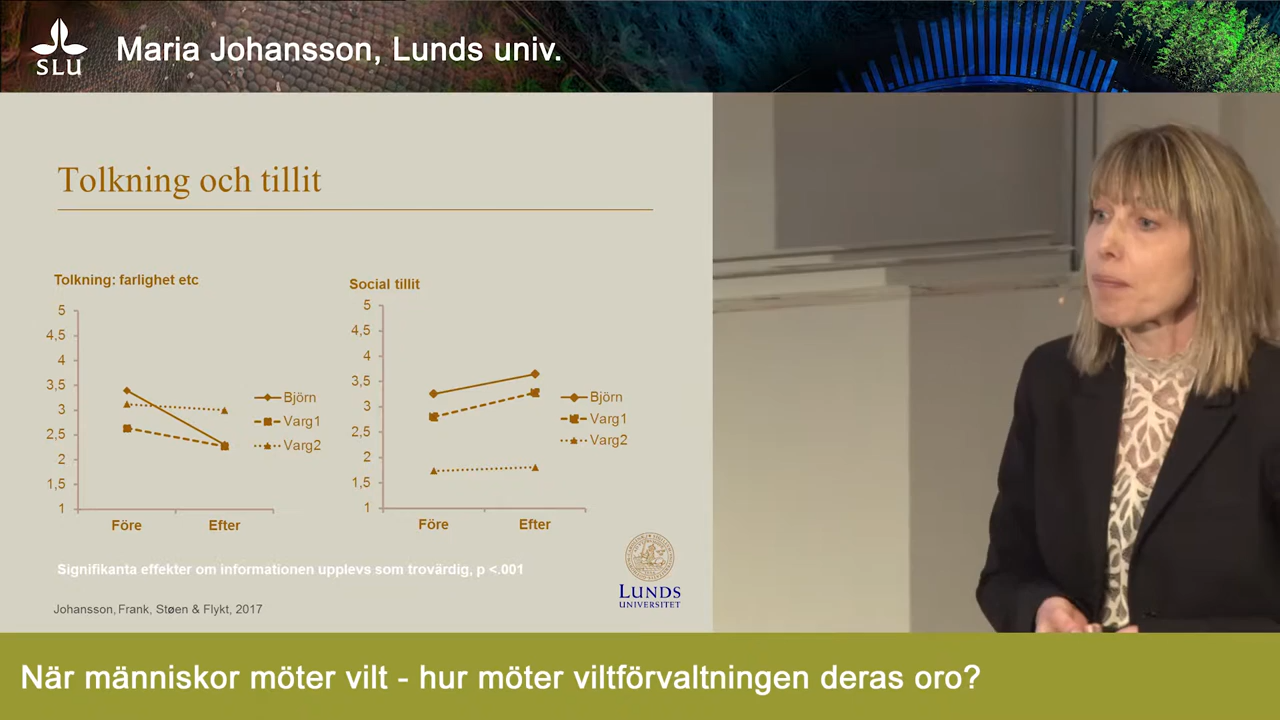 SLU
Maria Johansson, Lunds univ.
Tolkning och tillit
Tolkning: farlighet etc
5
4,5
4
3,5
3
2,5
2
1,5
1
Före
Efter
Björn
Varg1
Varg2
Social tillit
5
4,5
4
3,5
3
2,5
2
1,5
1
Före
Efter
Björn
Varg1
Varg2
Signifikanta effekter om informationen upplevs som trovärdig, p <.001
Johansson, Frank, Støen & Flykt, 2017
LUNDS
UNIVERSITET
När människor möter vilt - hur möter viltförvaltningen deras oro?